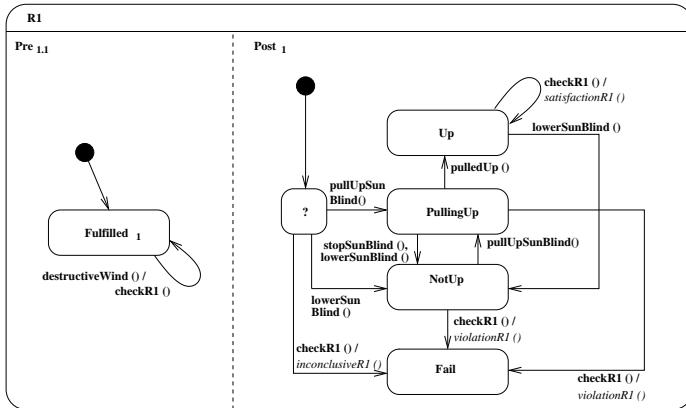 R1
Pre 1.1
Post 1
checkR1 () /
satisfactionR1 ()
Up
lowerSunBlind ()
pulledUp ()
pullUpSun
Blind()
?
PullingUp
Fulfilled 1
stopSunBlind (),
lowerSunBlind ()
pullUpSunBlind()
destructiveWind () /
checkR1 ()
NotUp
lowerSun
Blind ()
checkR1 () /
violationR1 ()
checkR1 () /
inconclusiveR1 ()
Fail
checkR1 () /
violationR1 ()